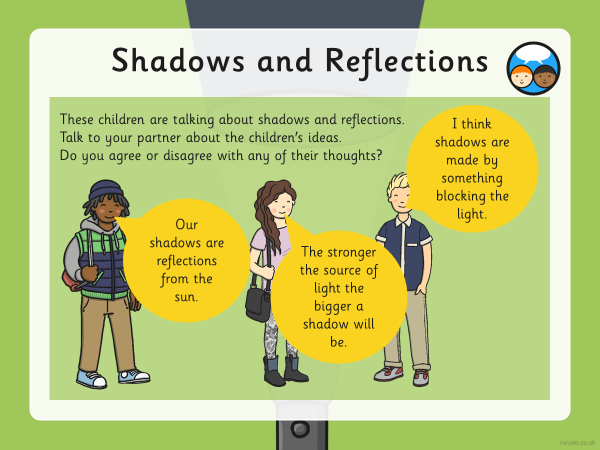 Shadows and Reflections
These children are talking about shadows and reflections.
Talk to your partner about the children's ideas.
Do you agree or disagree with any of their thoughts?
I think
shadows are
made by
something
blocking the
light.
Our
shadows are
reflections
from the
sun.
The stronger
the source of
light the
bigger a
shadow will
be.
twinkl.co.uk